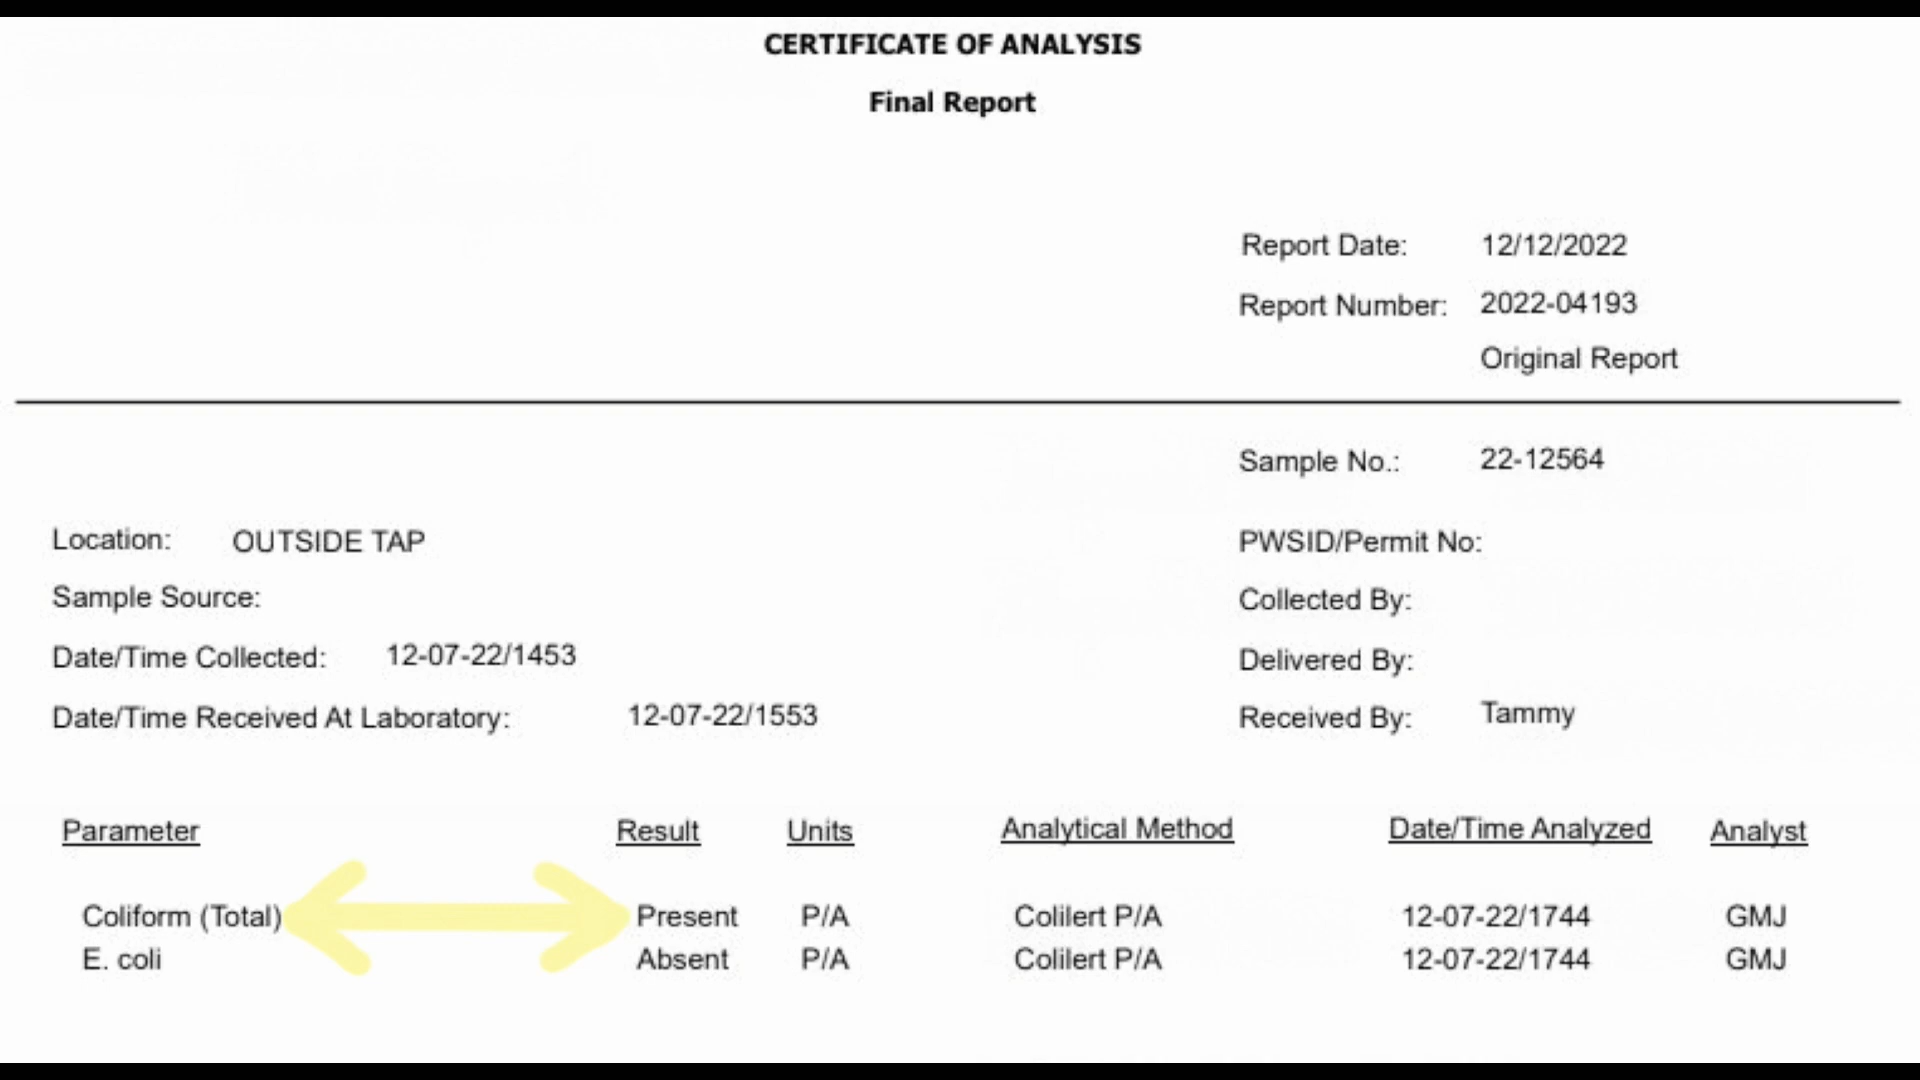 CERTIFICATE OF ANALYSIS
Final Report
Report Date: 12/12/2022
Report Number: 2022-04193
Original Report
Sample No.: 22-12564
Location: OUTSIDE TAP
PWSID/Permit No:
Sample Source:
Collected By:
Date/Time Collected: 12-07-22/1453
Delivered By:
Date/Time Received At Laboratory: 12-07-22/1553
Received By: Tammy
Parameter Result Units Analytical Method Date/Time Analyzed Analyst
Coliform (Total) Present P/A Colilert P/A 12-07-22/1744 GMJ
E. coli Absent P/A Colilert P/A 12-07-22/1744 GMJ